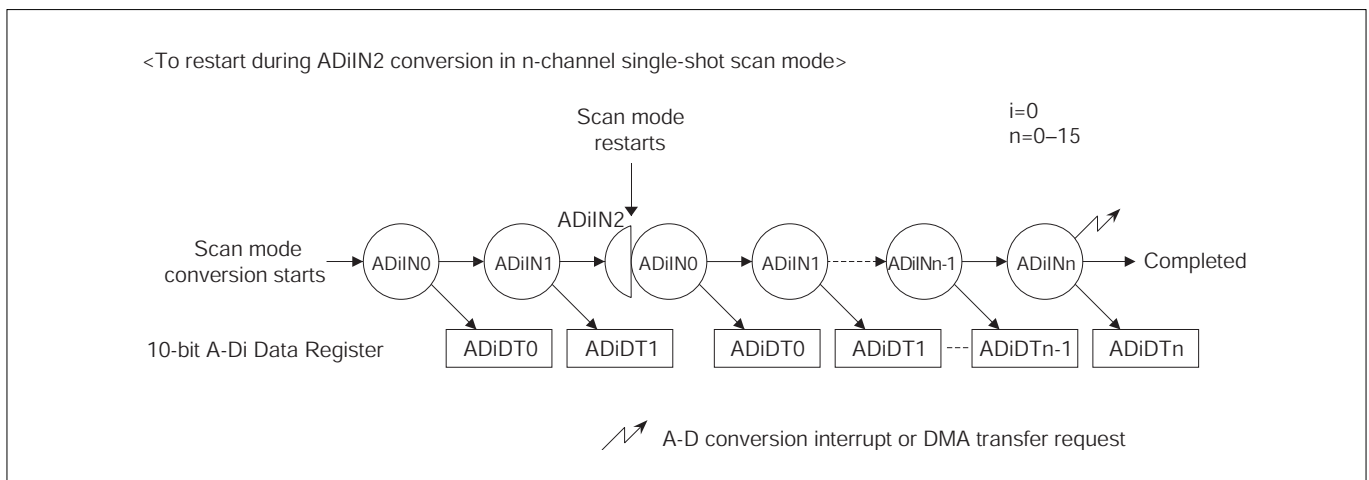 <To restart during ADiIN2 conversion in n-channel single-shot scan mode>
i=0
n=0–15
Scan mode
restarts
ADiIN2
Scan mode
conversion starts
ADiIN0
ADiIN1
ADiIN0
ADiIN1
ADiINn-1
ADiINn
Completed
10-bit A-Di Data Register
ADiDT0
ADiDT1
ADiDT0
ADiDT1
ADiDTn-1
ADiDTn
A-D conversion interrupt or DMA transfer request